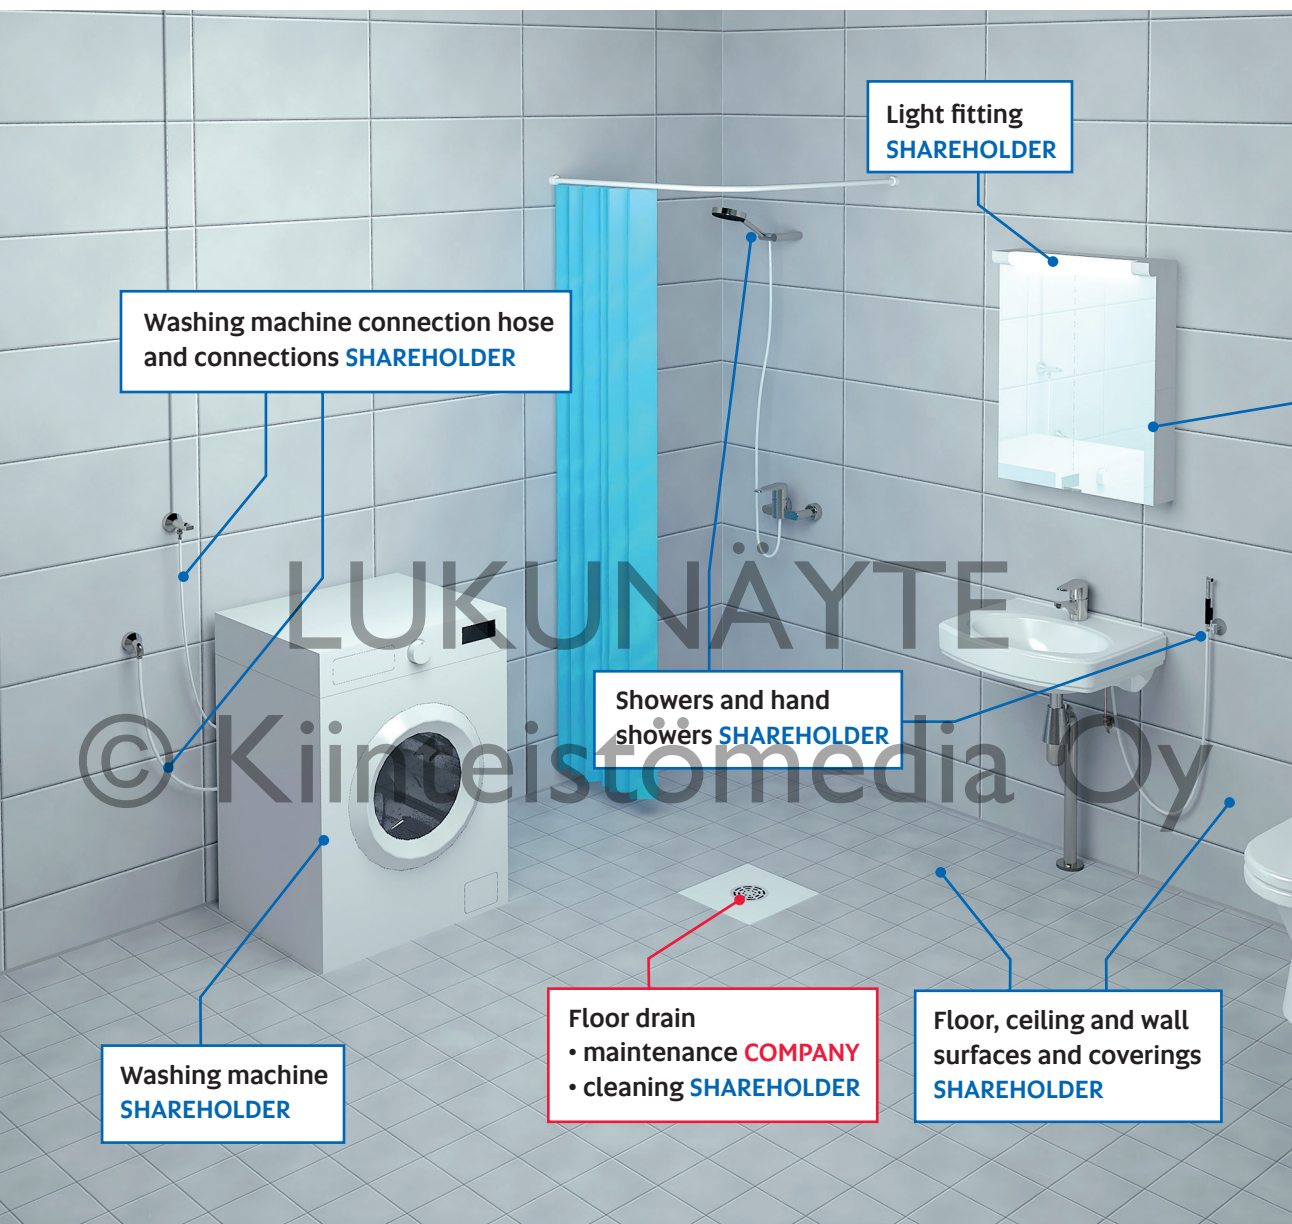 Light fitting
SHAREHOLDER
Washing machine connection hose
and connections SHAREHOLDER
LUKUNÄYTE
Showers and hand
showers SHAREHOLDER
© Kiinteistömedia Oy
Floor drain
• maintenance COMPANY
• cleaning SHAREHOLDER
Floor, ceiling and wall
surfaces and coverings
SHAREHOLDER
Washing machine
SHAREHOLDER